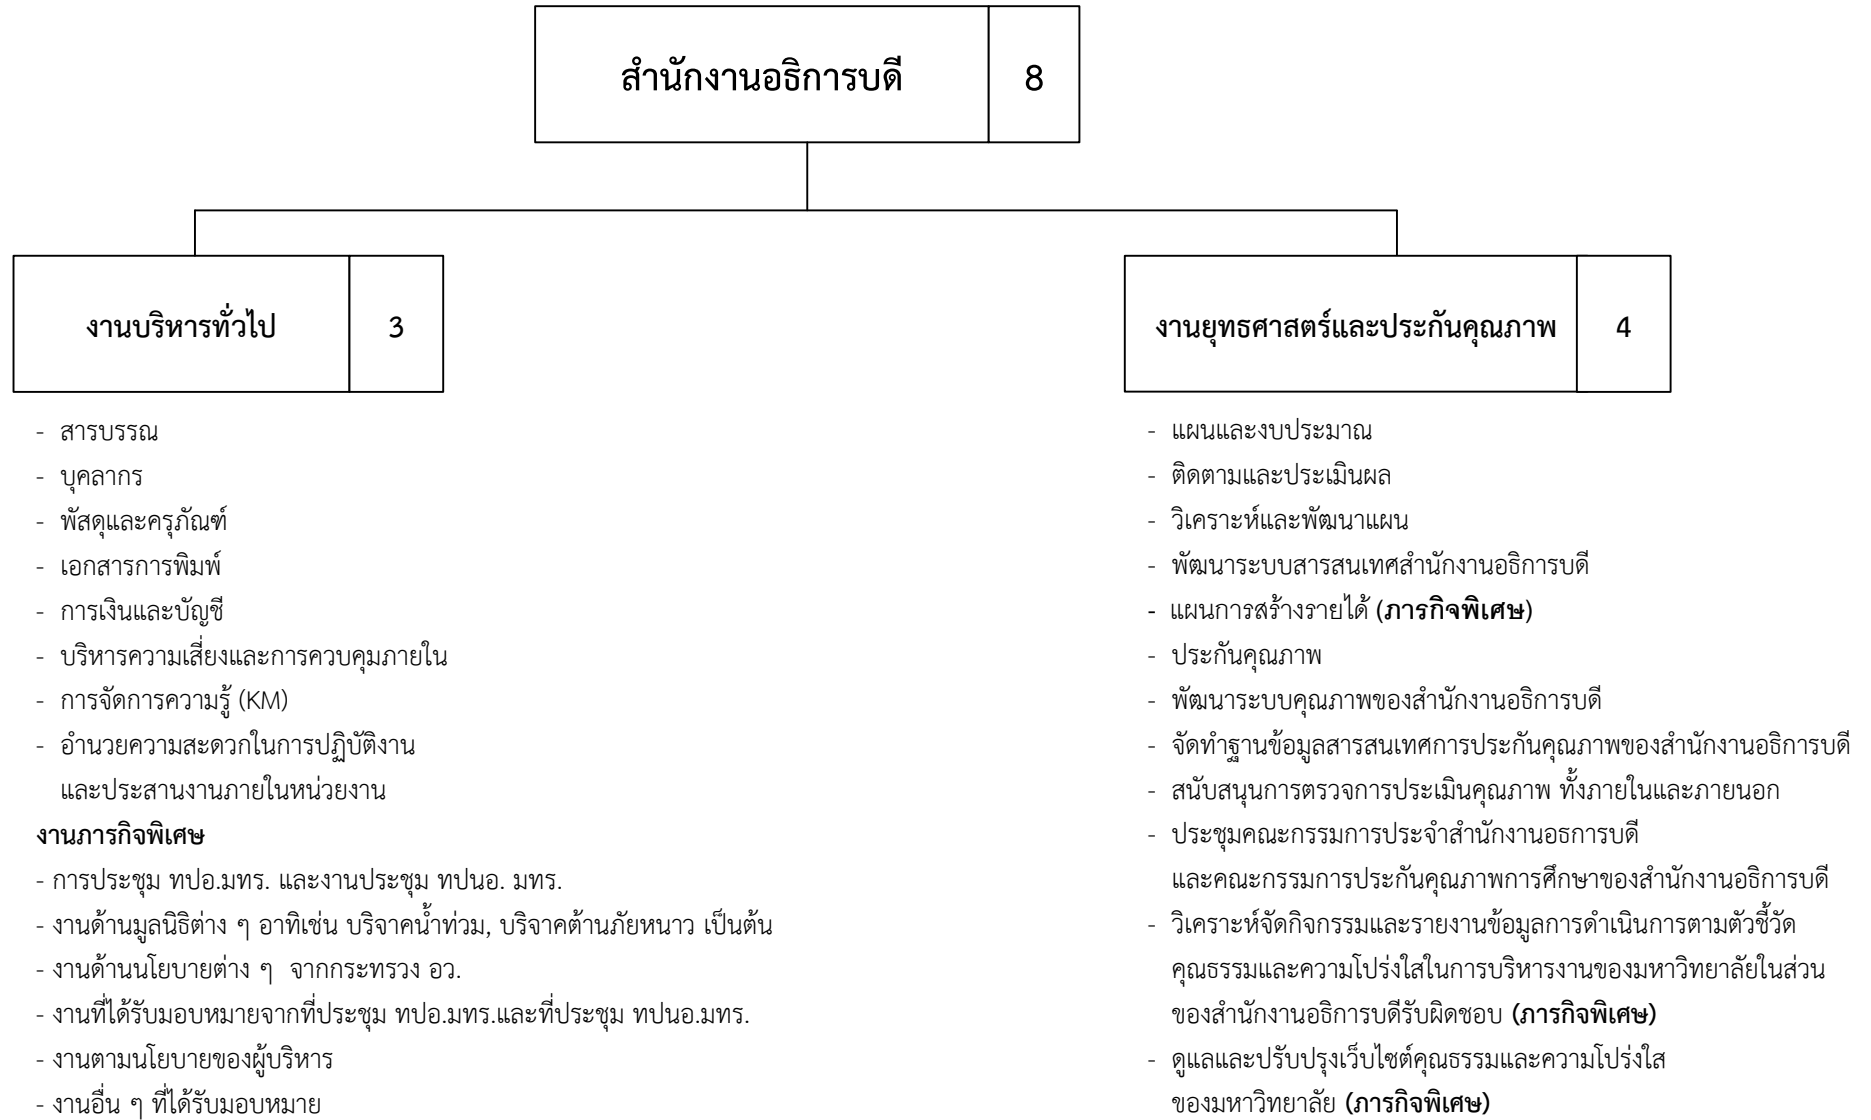 สำนักงานอธิการบดี 8
งานบริหารทั่วไป 3
- สารบรรณ
- บุคลากร
- พัสดุและครุภัณฑ์
- เอกสารการพิมพ์
- การเงินและบัญชี
- บริหารความเสี่ยงและการควบคุมภายใน
- การจัดการความรู้ (KM)
- อำนวยความสะดวกในการปฏิบัติงาน
และประสานงานภายในหน่วยงาน
งานภารกิจพิเศษ
- การประชุม ทปอ.มทร. และงานประชุม ทปนอ. มทร.
- งานด้านมูลนิธิต่าง ๆ อาทิเช่น บริจาคน้ำท่วม, บริจาคต้านภัยหนาว เป็นต้น
- งานด้านนโยบายต่าง ๆ จากกระทรวง อว.
- งานที่ได้รับมอบหมายจากที่ประชุม ทปอ.มทร.และที่ประชุม ทปนอ.มทร.
- งานตามนโยบายของผู้บริหาร
- งานอื่น ๆ ที่ได้รับมอบหมาย
งานยุทธศาสตร์และประกันคุณภาพ 4
- แผนและงบประมาณ
- ติดตามและประเมินผล
- วิเคราะห์และพัฒนาแผน
- พัฒนาระบบสารสนเทศสำนักงานอธิการบดี
- แผนการสร้างรายได้ (ภารกิจพิเศษ)
- ประกันคุณภาพ
- พัฒนาระบบคุณภาพของสำนักงานอธิการบดี
- จัดทำฐานข้อมูลสารสนเทศการประกันคุณภาพของสำนักงานอธิการบดี
- สนับสนุนการตรวจการประเมินคุณภาพ ทั้งภายในและภายนอก
- ประชุมคณะกรรมการประจำสำนักงานอธการบดี
และคณะกรรมการประกันคุณภาพการศึกษาของสำนักงานอธิการบดี
- วิเคราะห์จัดกิจกรรมและรายงานข้อมูลการดำเนินการตามตัวชี้วัด
คุณธรรมและความโปร่งใสในการบริหารงานของมหาวิทยาลัยในส่วน
ของสำนักงานอธิการบดีรับผิดชอบ (ภารกิจพิเศษ)
- ดูแลและปรับปรุงเว็บไซต์คุณธรรมและความโปร่งใส
ของมหาวิทยาลัย (ภารกิจพิเศษ)